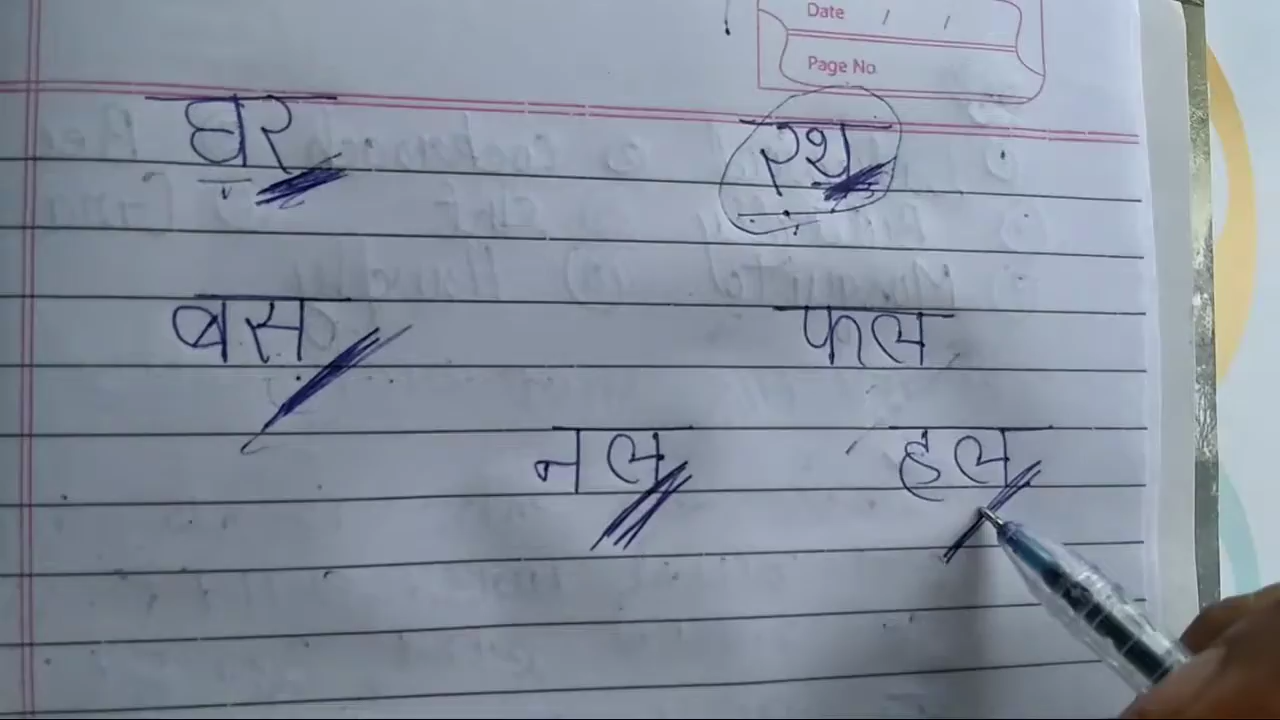 Date / /
Page No.
घर रथ
बस फल
नल हल